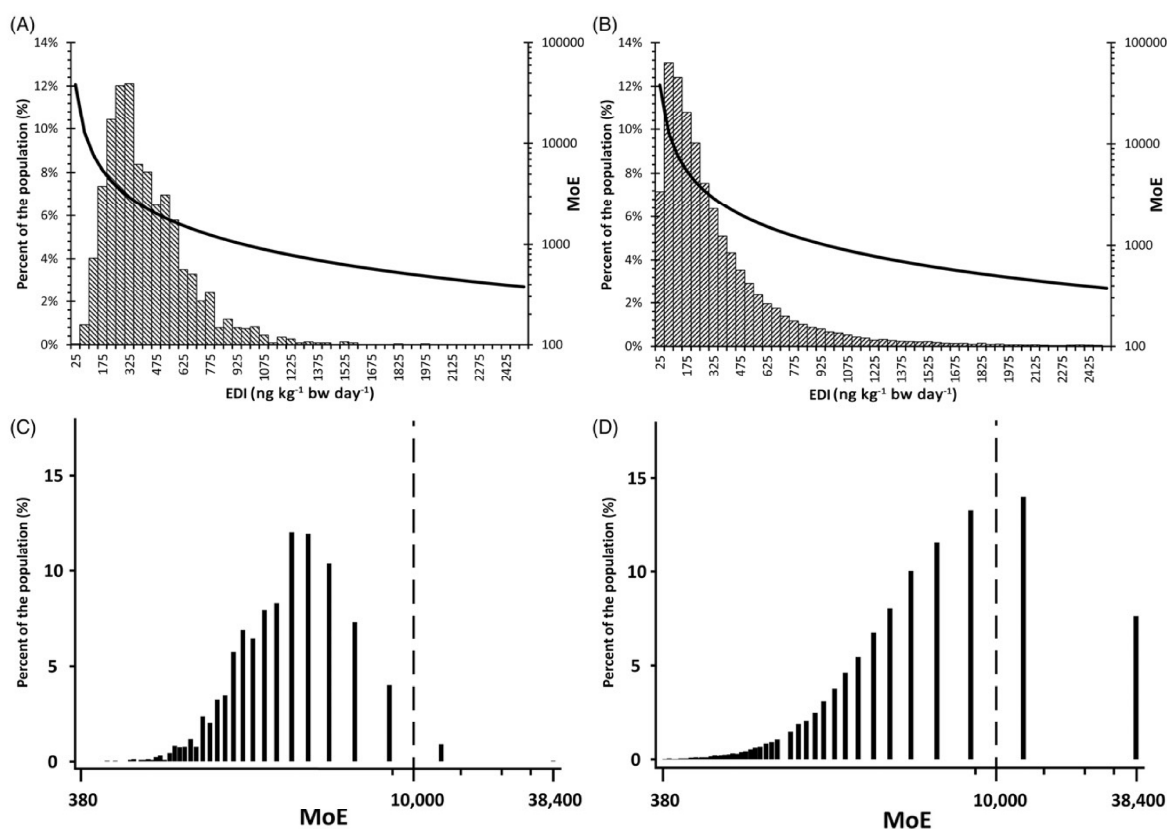 (A)
14%
12%
10%
8%
6%
4%
2%
0%
Percent of the population (%)
100000
10000
1000
100
MoE
25 175 325 475 625 775 925 1075 1225 1375 1525 1675 1825 1975 2125 2275 2425
EDI (ng kg⁻¹ bw day⁻¹)
(B)
14%
12%
10%
8%
6%
4%
2%
0%
Percent of the population (%)
100000
10000
1000
100
MoE
25 175 325 475 625 775 925 1075 1225 1375 1525 1675 1825 1975 2125 2275 2425
EDI (ng kg⁻¹ bw day⁻¹)
(C)
15
10
5
0
Percent of the population (%)
380 10,000 38,400
MoE
(D)
15
10
5
0
Percent of the population (%)
380 10,000 38,400
MoE